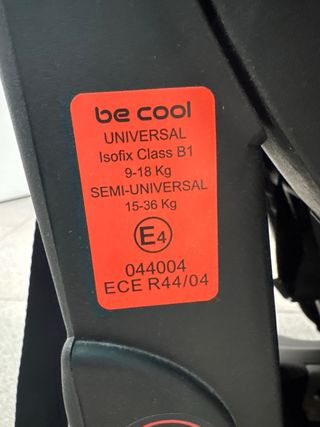 be cool
UNIVERSAL
Isofix Class B1
9-18 Kg
SEMI-UNIVERSAL
15-36 Kg
E4
044004
ECE R44/04